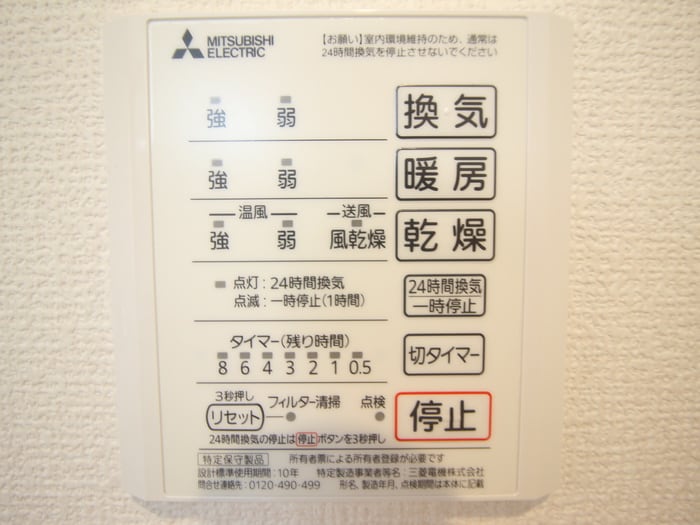 MITSUBISHI
ELECTRIC
【お願い】室内環境維持のため、通常は
24時間換気を停止させないでください
強 弱 換気
強 弱 暖房
温風 送風
強 弱 風乾燥 乾燥
点灯：24時間換気
点滅：一時停止(1時間)
24時間換気
一時停止
タイマー(残り時間)
8 6 4 3 2 1 0.5
切タイマー
3秒押し
リセット フィルター清掃 点検
停止
24時間換気の停止は停止ボタンを3秒押し
特定保守製品 所有者票による所有者登録が必要です
設計標準使用期間：10年 特定製造事業者等名：三菱電機株式会社
問合せ連絡先：0120-490-499 形名、製造年月、点検期間は本体に記載